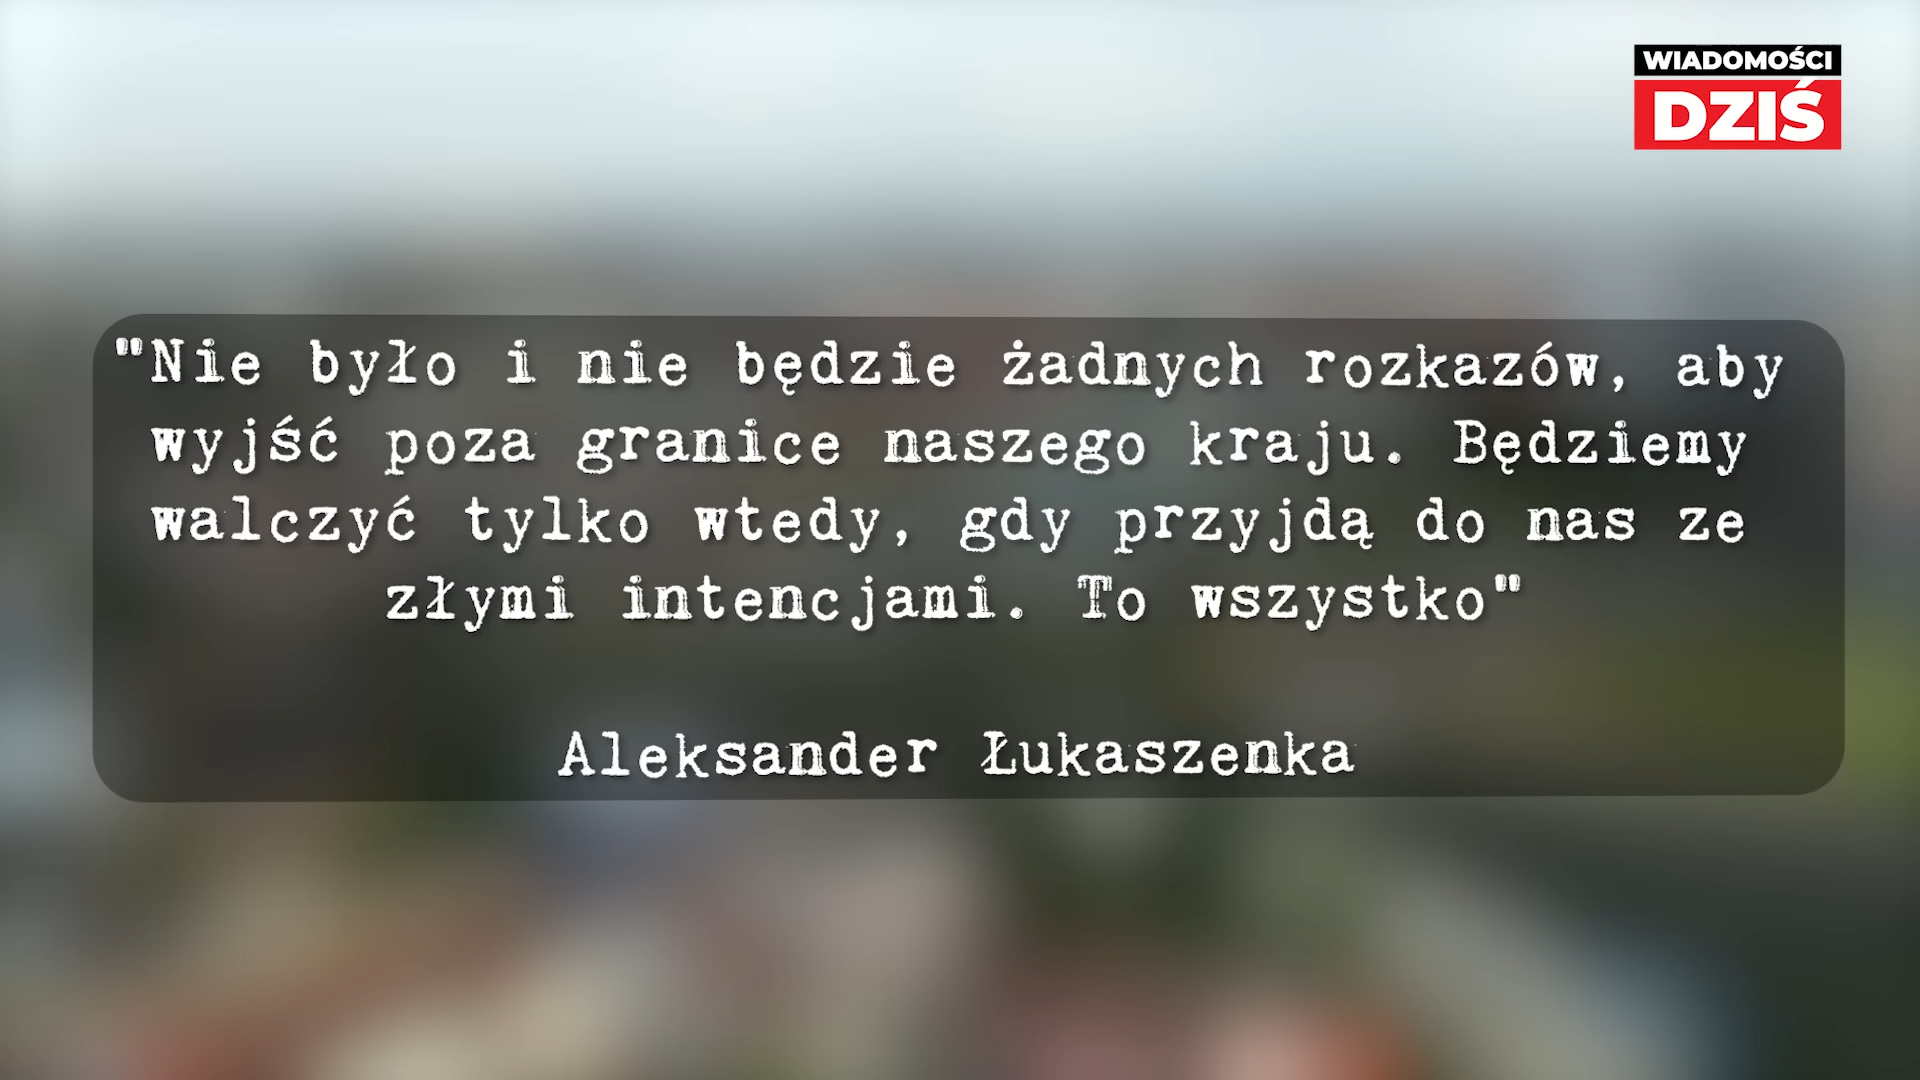 WIADOMOŚCI
DZIŚ
"Nie było i nie będzie żadnych rozkazów, aby
wyjść poza granice naszego kraju. Będziemy
walczyć tylko wtedy, gdy przyjdą do nas ze
złymi intencjami. To wszystko"
Aleksander Łukaszenka